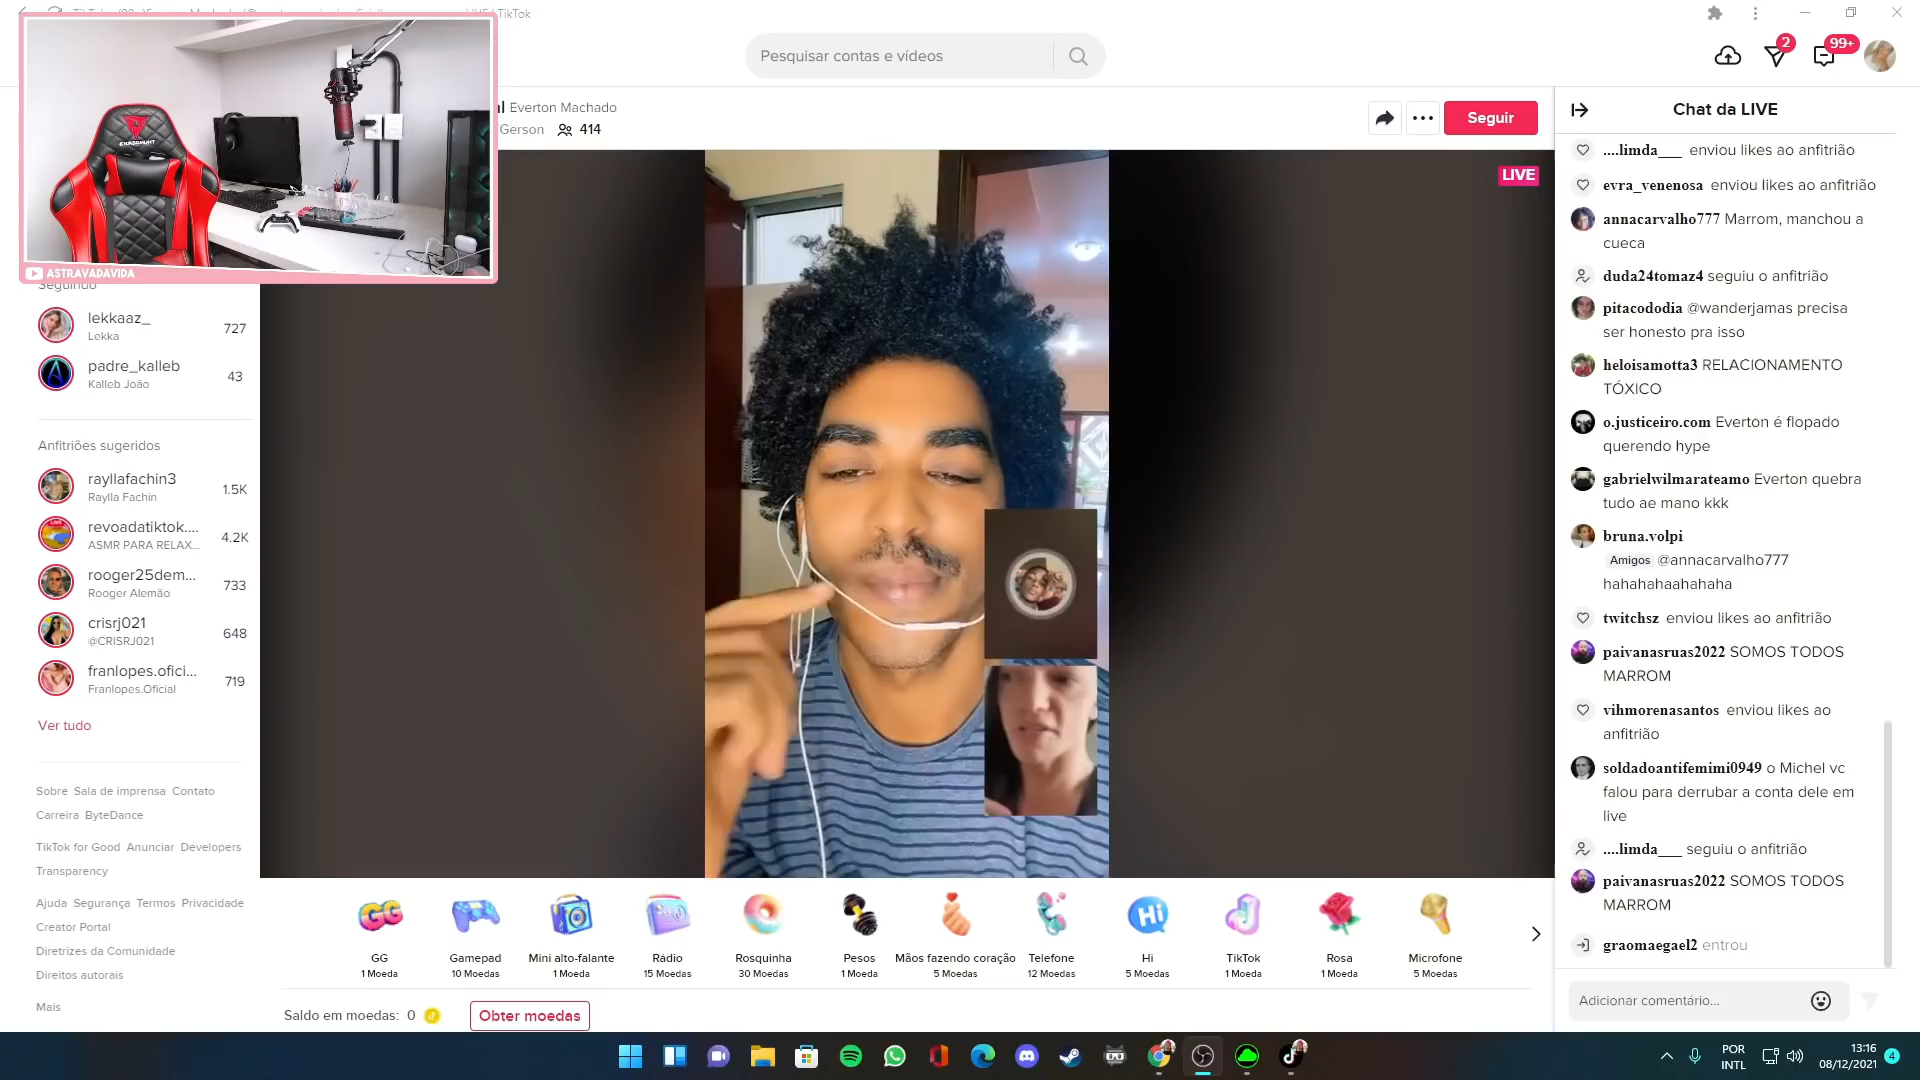 LIVE | TikTok
Pesquisar contas e vídeos
2
99+
ASTRAVADAVIDA
Everton Machado
Gerson 414
Seguir
LIVE
Seguindo
lekkaaz_
Lekka
727
padre_kalleb
Kalleb João
43
Anfitriões sugeridos
rayllafachin3
Raylla Fachin
1.5K
revoadatiktok....
ASMR PARA RELAX...
4.2K
rooger25dem...
Rooger Alemão
733
crisrj021
@CRISRJ021
648
franlopes.ofici...
Franlopes.Oficial
719
Ver tudo
Sobre Sala de imprensa Contato
Carreira ByteDance
TikTok for Good Anunciar Developers
Transparency
Ajuda Segurança Termos Privacidade
Creator Portal
Diretrizes da Comunidade
Direitos autorais
Mais
GG
1 Moeda
Gamepad
10 Moedas
Mini alto-falante
1 Moeda
Rádio
15 Moedas
Rosquinha
30 Moedas
Pesos
1 Moeda
Mãos fazendo coração
5 Moedas
Telefone
12 Moedas
Hi
Hi
5 Moedas
TikTok
1 Moeda
Rosa
1 Moeda
Microfone
5 Moedas
Saldo em moedas: 0
Obter moedas
Chat da LIVE
....limda___ enviou likes ao anfitrião
evra_venenosa enviou likes ao anfitrião
annacarvalho777 Marrom, manchou a
cueca
duda24tomaz4 seguiu o anfitrião
pitacododia @wanderjamas precisa
ser honesto pra isso
heloisamotta3 RELACIONAMENTO
TÓXICO
o.justiceiro.com Everton é flopado
querendo hype
gabrielwilmarateamo Everton quebra
tudo ae mano kkk
bruna.volpi
Amigos @annacarvalho777
hahahahaahahaha
twitchsz enviou likes ao anfitrião
paivanasruas2022 SOMOS TODOS
MARROM
vihmorenasantos enviou likes ao
anfitrião
soldadoantifemimi0949 o Michel vc
falou para derrubar a conta dele em
live
....limda___ seguiu o anfitrião
paivanasruas2022 SOMOS TODOS
MARROM
graomaegael2 entrou
Adicionar comentário...
POR
INTL
13:16
08/12/2021
4